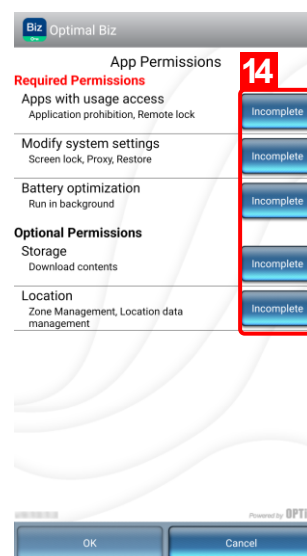 Biz Optimal Biz
App Permissions
14
Required Permissions
Apps with usage access
Application prohibition, Remote lock
Incomplete
Modify system settings
Screen lock, Proxy, Restore
Incomplete
Battery optimization
Run in background
Incomplete
Optional Permissions
Storage
Download contents
Incomplete
Location
Zone Management, Location data
management
Incomplete
Powered by OPTi
OK Cancel